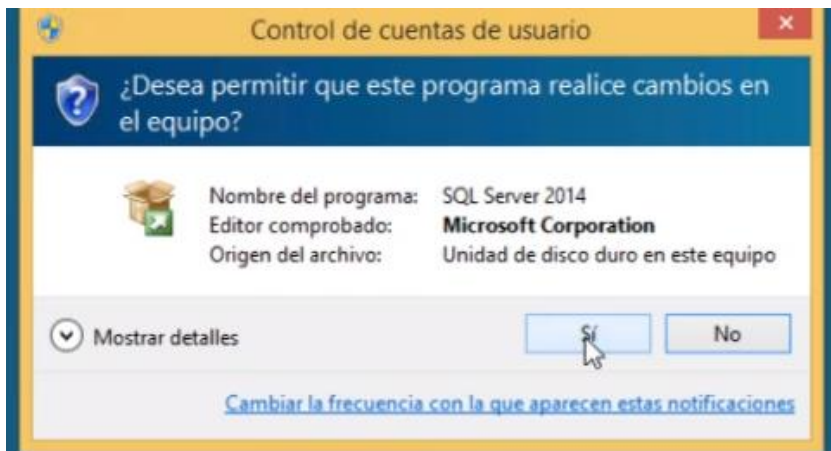 Control de cuentas de usuario
¿Desea permitir que este programa realice cambios en
el equipo?
Nombre del programa: SQL Server 2014
Editor comprobado: Microsoft Corporation
Origen del archivo: Unidad de disco duro en este equipo
Mostrar detalles Sí No
Cambiar la frecuencia con la que aparecen estas notificaciones